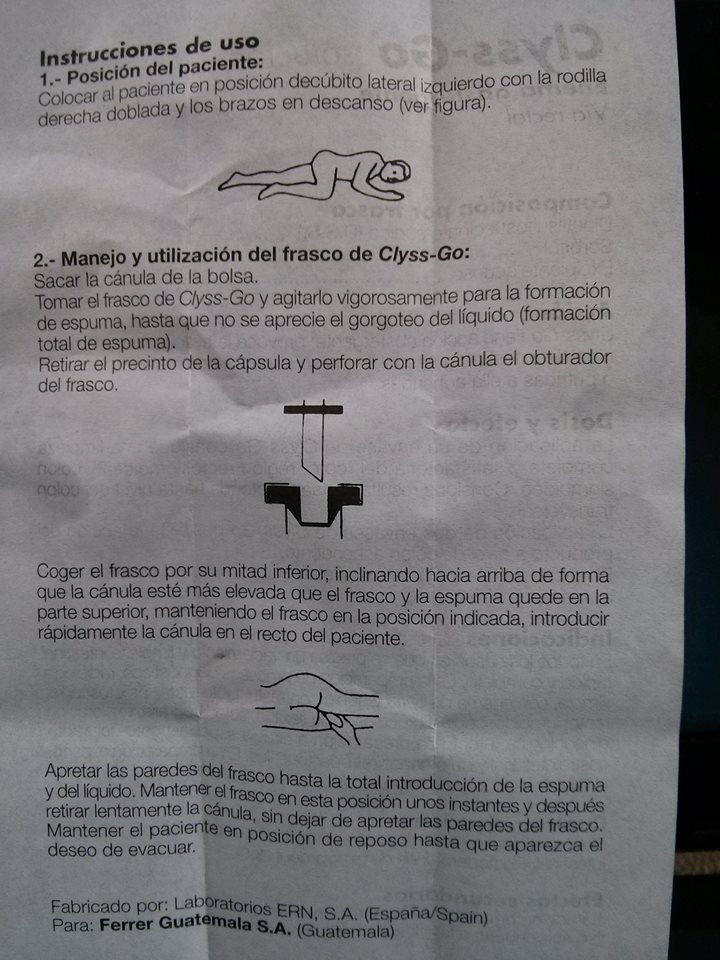 Instrucciones de uso
1.- Posición del paciente:
Colocar al paciente en posición decúbito lateral izquierdo con la rodilla
derecha doblada y los brazos en descanso (ver figura).
2.- Manejo y utilización del frasco de Clyss-Go:
Sacar la cánula de la bolsa.
Tomar el frasco de Clyss-Go y agitarlo vigorosamente para la formación
de espuma, hasta que no se aprecie el gorgoteo del líquido (formación
total de espuma).
Retirar el precinto de la cápsula y perforar con la cánula el obturador
del frasco.
Coger el frasco por su mitad inferior, inclinando hacia arriba de forma
que la cánula esté más elevada que el frasco y la espuma quede en la
parte superior, manteniendo el frasco en la posición indicada, introducir
rápidamente la cánula en el recto del paciente.
Apretar las paredes del frasco hasta la total introducción de la espuma
y del líquido. Mantener el frasco en esta posición unos instantes y después
retirar lentamente la cánula, sin dejar de apretar las paredes del frasco.
Mantener el paciente en posición de reposo hasta que aparezca el
deseo de evacuar.
Fabricado por: Laboratorios ERN, S.A. (España/Spain)
Para: Ferrer Guatemala S.A. (Guatemala)